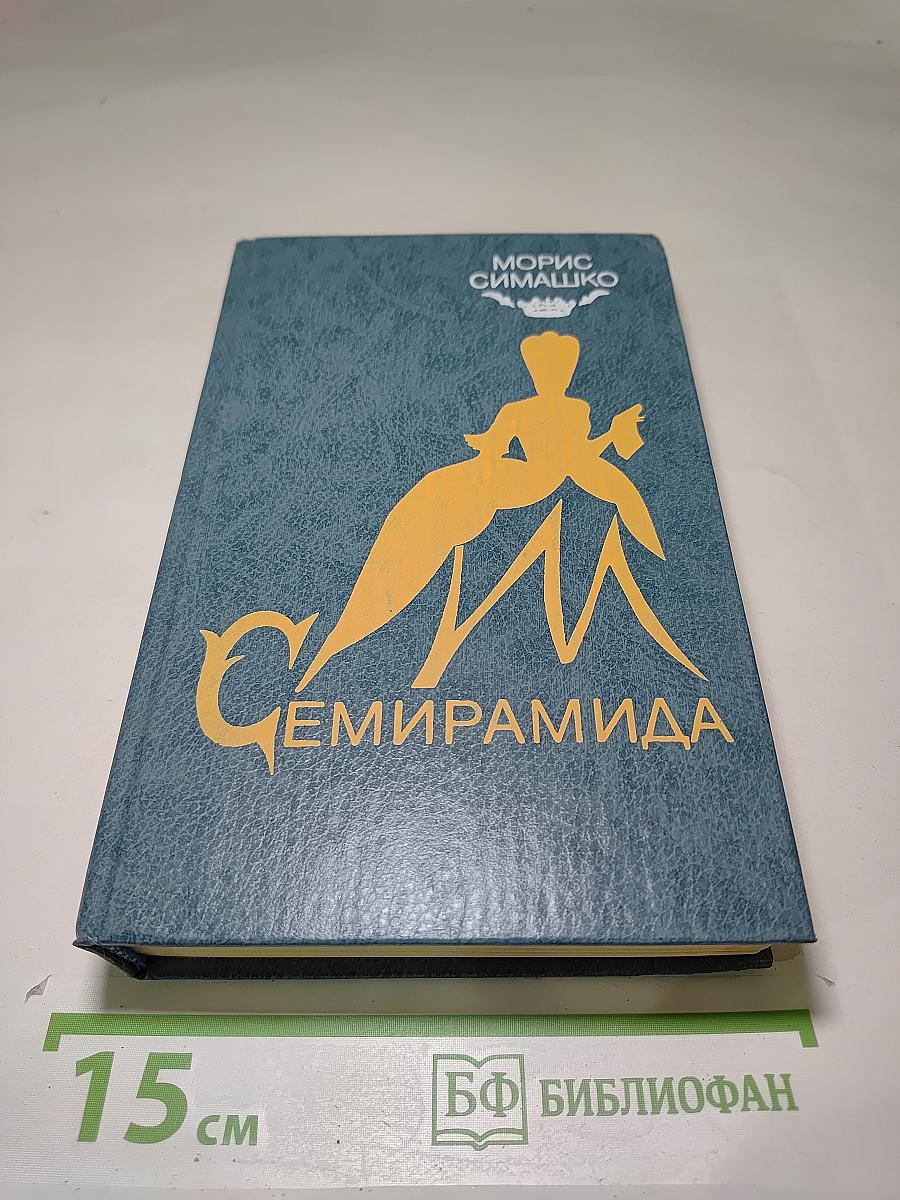 МОРИС
СИМАШКО
СЕМИРАМИДА
15 см
БФ БИБЛИОФАН